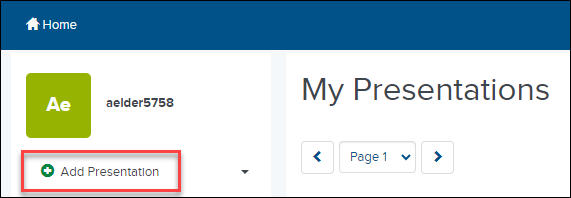 Home
Ae
aelder5758
Add Presentation
My Presentations
Page 1